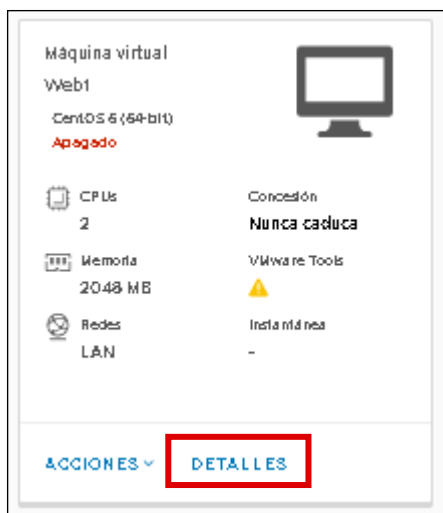 Máquina virtual
Web1
CentOS 6 (64-bit)
Apagado
CPUs
2
Concesión
Nunca caduca
Memoria
2048 MB
VMware Tools
Redes
LAN
Instantánea
-
ACCIONES
DETALLES